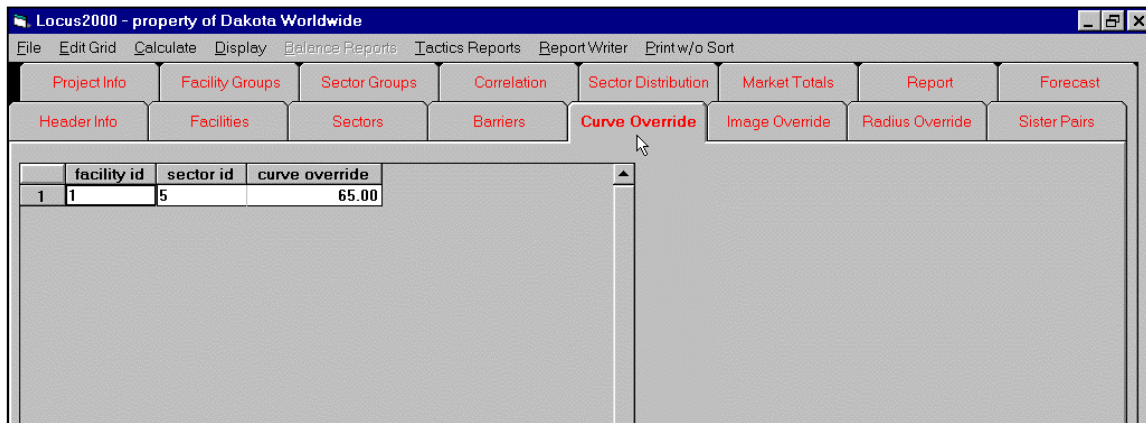 Locus2000 - property of Dakota Worldwide
File Edit Grid Calculate Display Balance Reports Tactics Reports Report Writer Print w/o Sort
Project Info Facility Groups Sector Groups Correlation Sector Distribution Market Totals Report Forecast
Header Info Facilities Sectors Barriers Curve Override Image Override Radius Override Sister Pairs
facility id sector id curve override
1 1 5 65.00